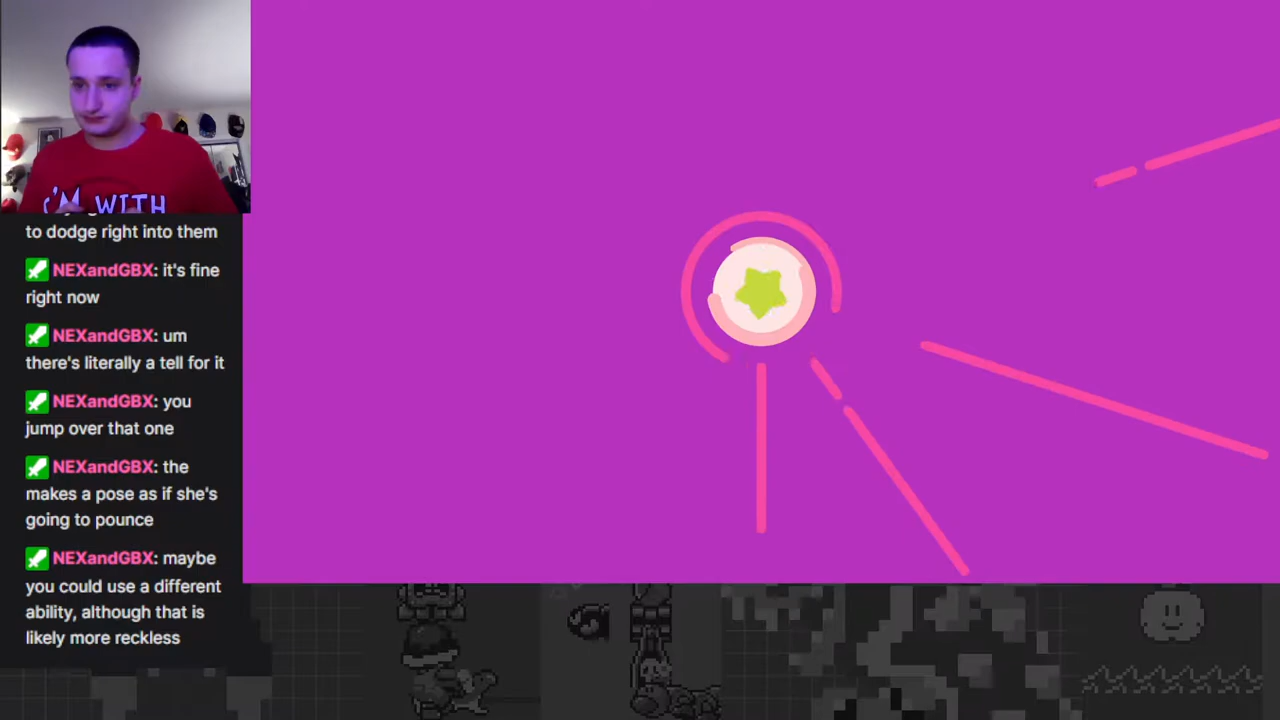 I'M WITH
to dodge right into them
NEXandGBX: it's fine
right now
NEXandGBX: um
there's literally a tell for it
NEXandGBX: you
jump over that one
NEXandGBX: the
makes a pose as if she's
going to pounce
NEXandGBX: maybe
you could use a different
ability, although that is
likely more reckless